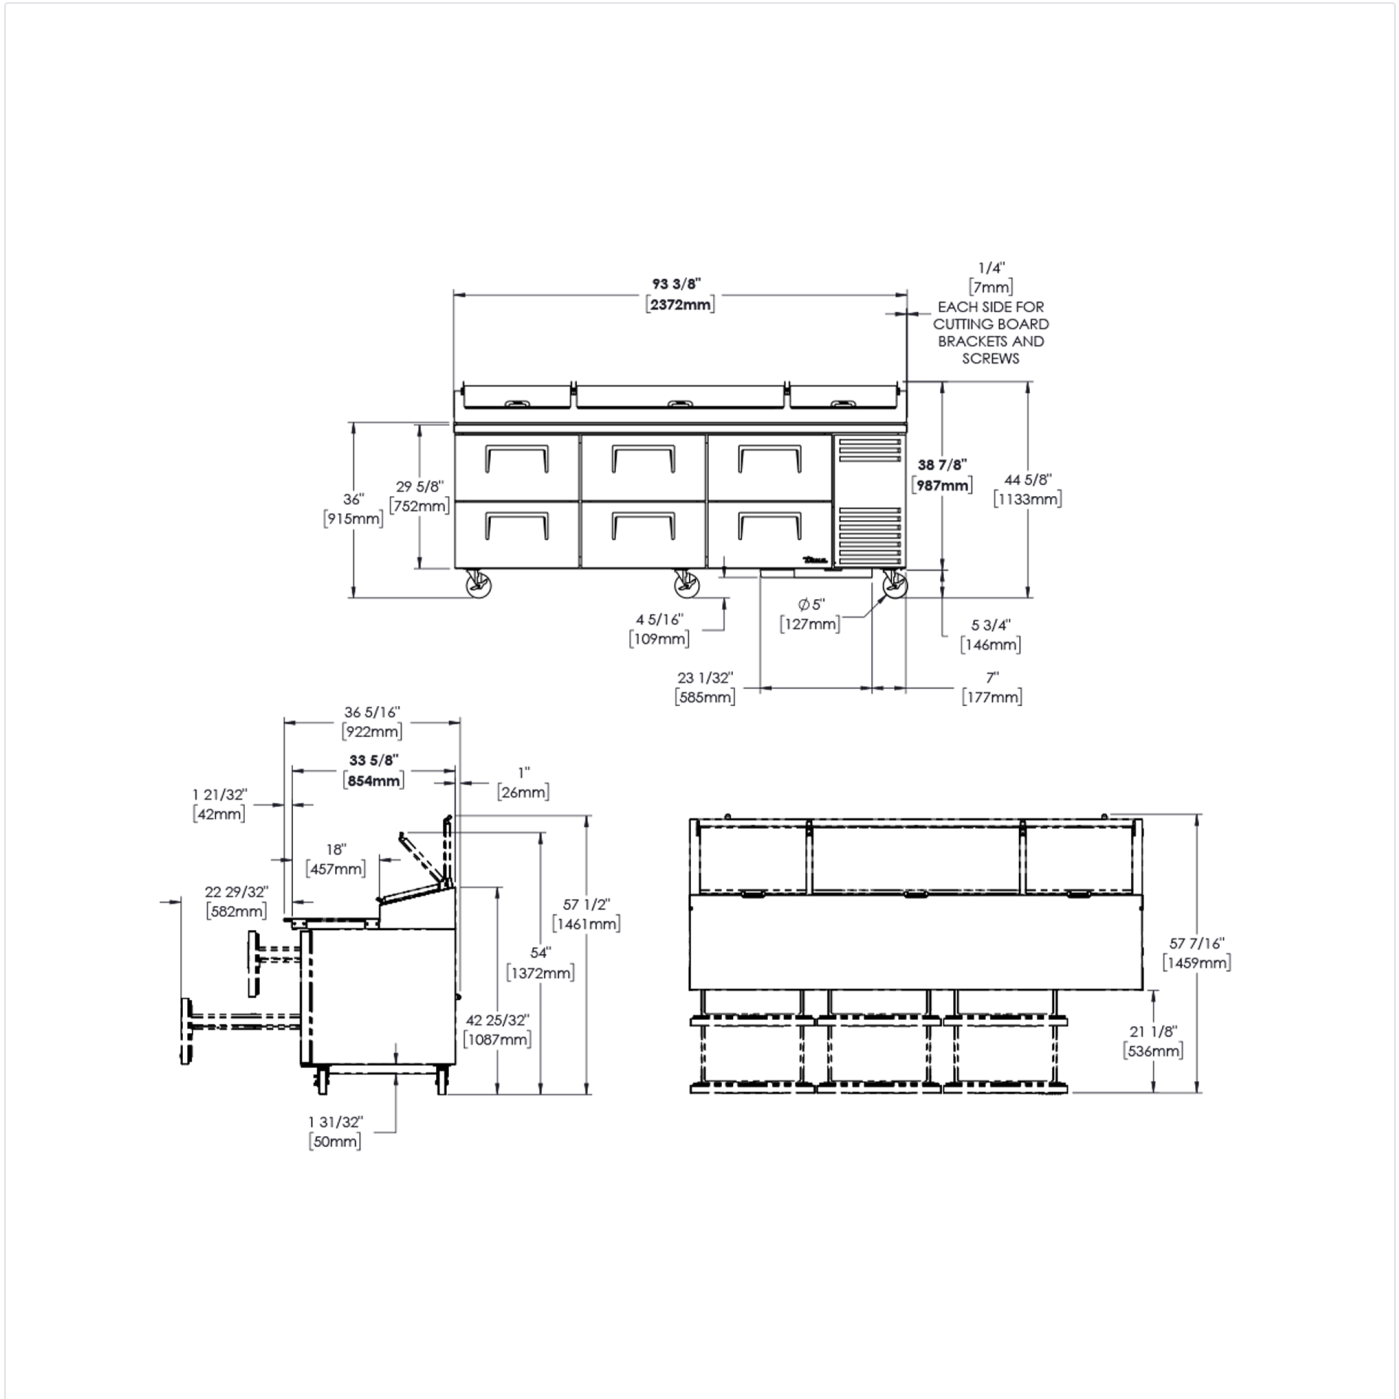 93 3/8"
[2372mm]
1/4"
[7mm]
EACH SIDE FOR
CUTTING BOARD
BRACKETS AND
SCREWS
36"
[915mm]
29 5/8"
[752mm]
38 7/8"
[987mm]
44 5/8"
[1133mm]
True
4 5/16"
[109mm]
Ø5"
[127mm]
5 3/4"
[146mm]
23 1/32"
[585mm]
7"
[177mm]
36 5/16"
[922mm]
33 5/8"
[854mm]
1"
[26mm]
1 21/32"
[42mm]
18"
[457mm]
22 29/32"
[582mm]
57 1/2"
[1461mm]
54"
[1372mm]
42 25/32"
[1087mm]
1 31/32"
[50mm]
57 7/16"
[1459mm]
21 1/8"
[536mm]